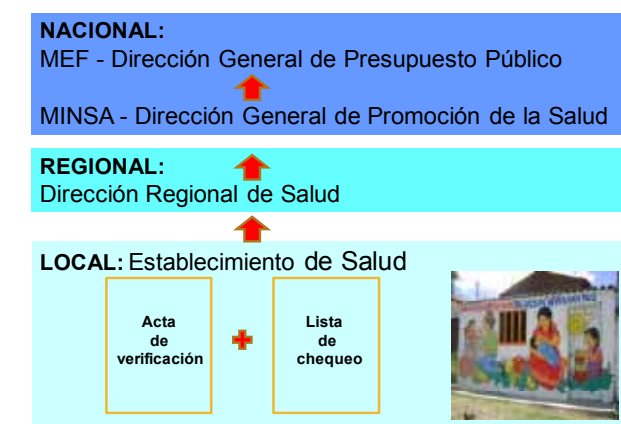 NACIONAL:
MEF - Dirección General de Presupuesto Público
MINSA - Dirección General de Promoción de la Salud
REGIONAL:
Dirección Regional de Salud
LOCAL: Establecimiento de Salud
Acta
de
verificación
Lista
de
chequeo